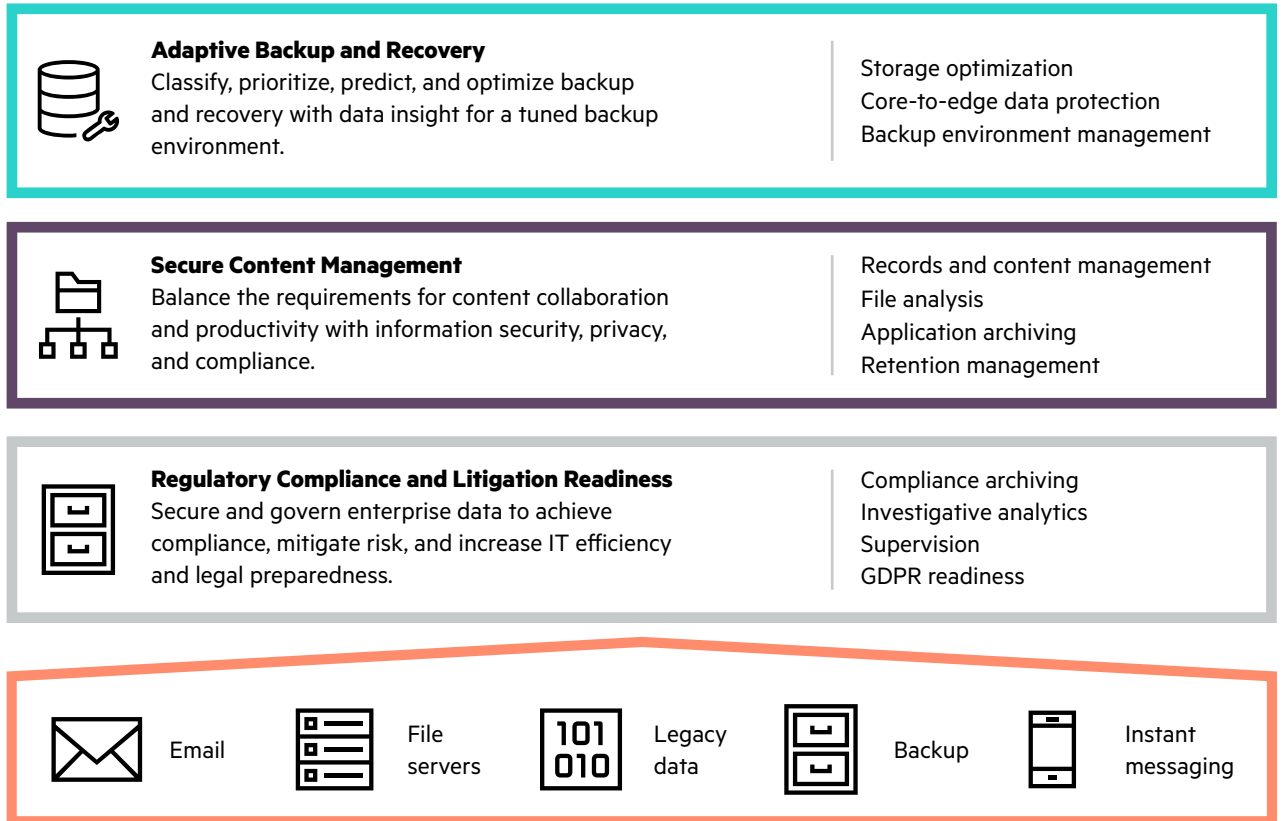 Adaptive Backup and Recovery
Classify, prioritize, predict, and optimize backup
and recovery with data insight for a tuned backup
environment.
Storage optimization
Core-to-edge data protection
Backup environment management
Secure Content Management
Balance the requirements for content collaboration
and productivity with information security, privacy,
and compliance.
Records and content management
File analysis
Application archiving
Retention management
Regulatory Compliance and Litigation Readiness
Secure and govern enterprise data to achieve
compliance, mitigate risk, and increase IT efficiency
and legal preparedness.
Compliance archiving
Investigative analytics
Supervision
GDPR readiness
Email
File
servers
101
010
Legacy
data
Backup
Instant
messaging